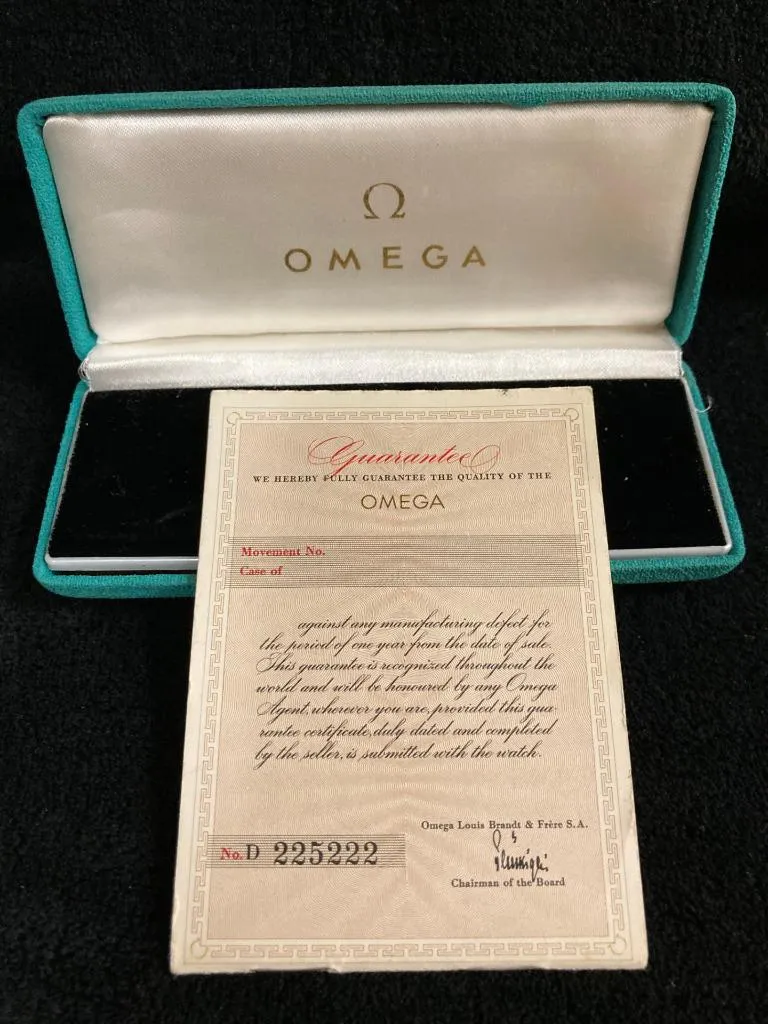 Ω
OMEGA
Guarantee
WE HEREBY FULLY GUARANTEE THE QUALITY OF THE
OMEGA
Movement No.
Case of
against any manufacturing defect for
the period of one year from the date of sale.
This guarantee is recognized throughout the
world and will be honoured by any Omega
Agent, wherever you are, provided this gua-
rantee certificate, duly dated and completed
by the seller, is submitted with the watch.
Omega Louis Brandt & Frère S.A.
No. D 225222
Chairman of the Board